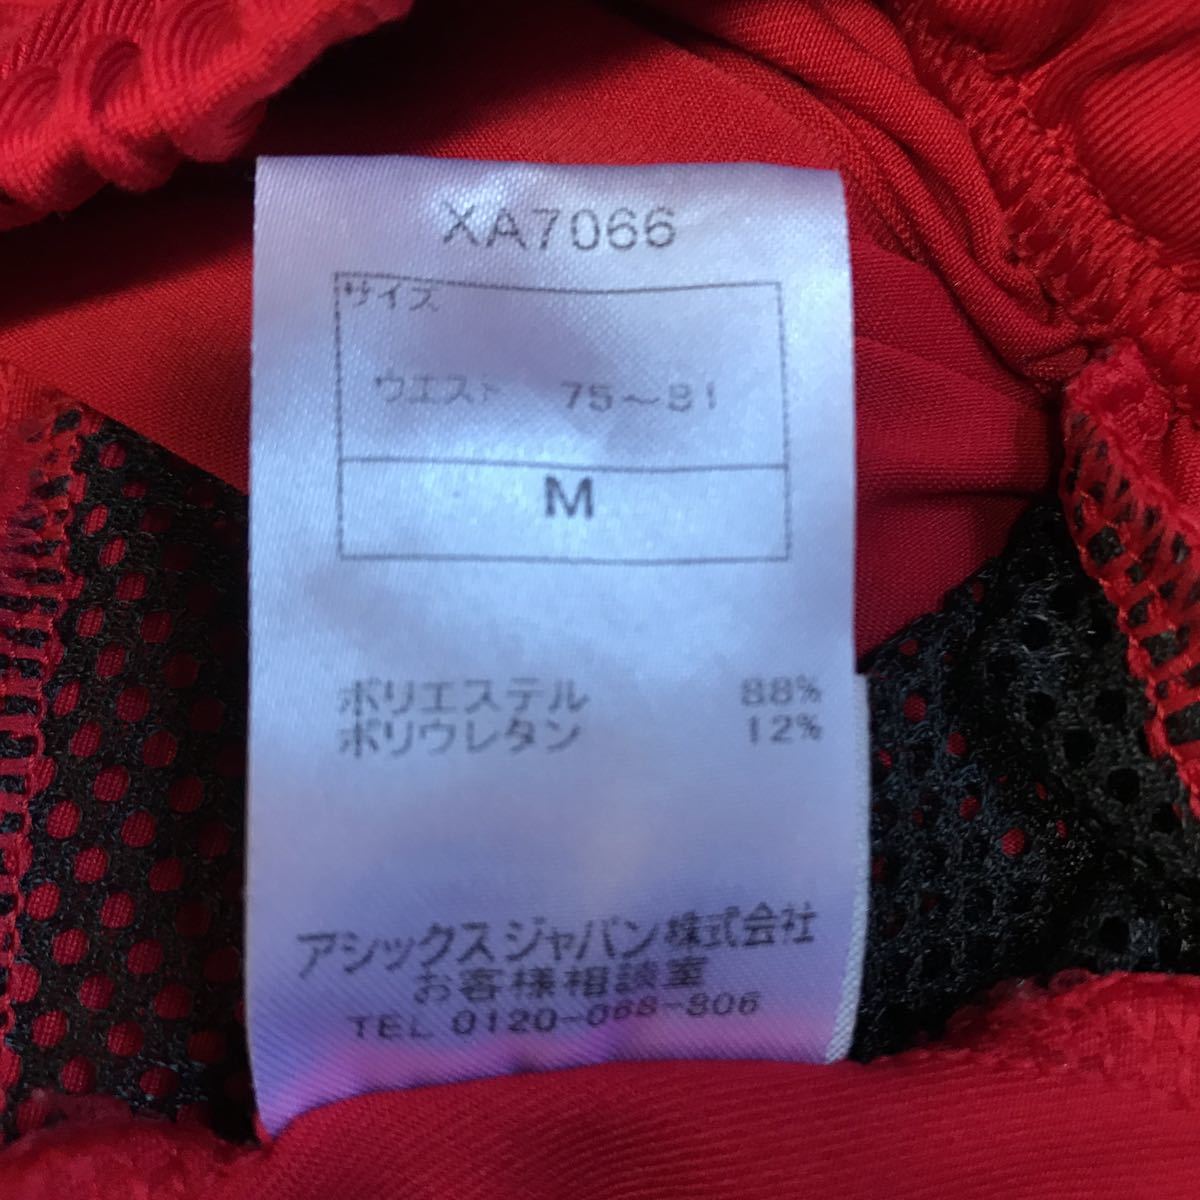 XA7066
サイズ
ウエスト 75～81
M
ポリエステル 88%
ポリウレタン 12%
アシックスジャパン株式会社
お客様相談室
TEL 0120-068-806